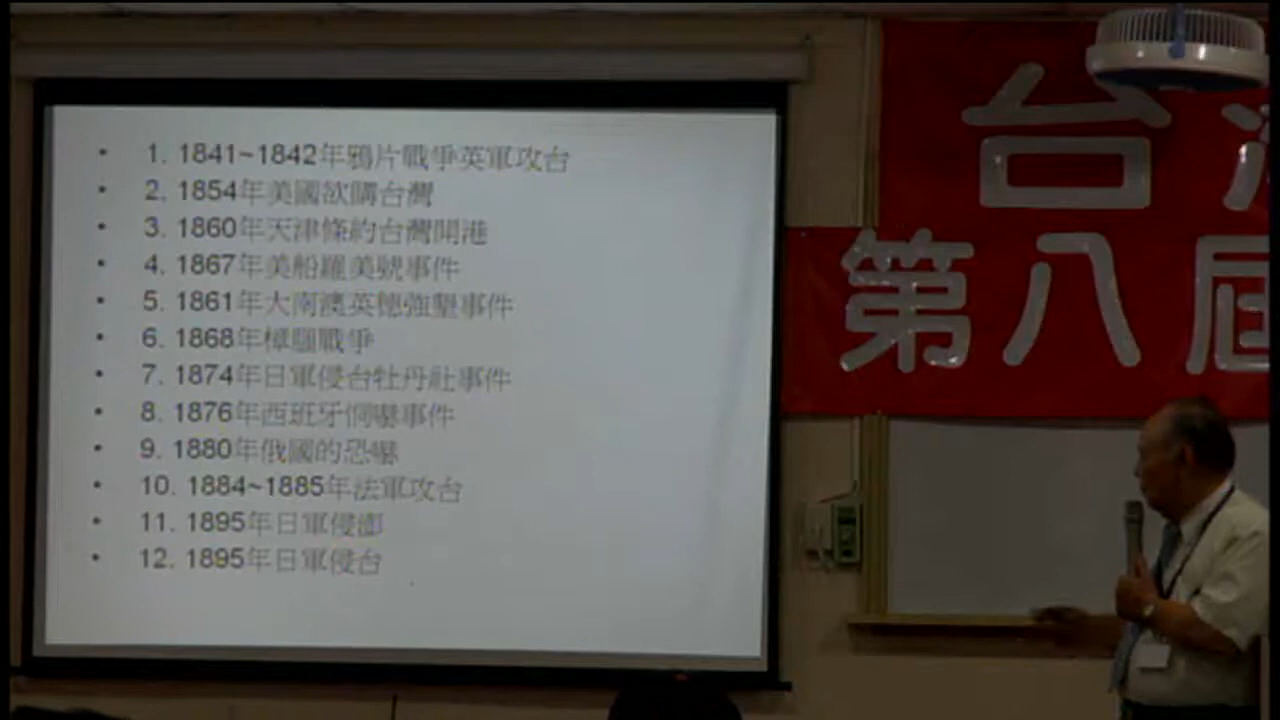 • 1. 1841~1842年鴉片戰爭英軍攻台
• 2. 1854年美國欲購台灣
• 3. 1860年天津條約台灣開港
• 4. 1867年美船羅美號事件
• 5. 1861年大南澳英德強墾事件
• 6. 1868年樟腦戰爭
• 7. 1874年日軍侵台牡丹社事件
• 8. 1876年西班牙恫嚇事件
• 9. 1880年俄國的恐嚇
• 10. 1884~1885年法軍攻台
• 11. 1895年日軍侵澎
• 12. 1895年日軍侵台
台
第八屆